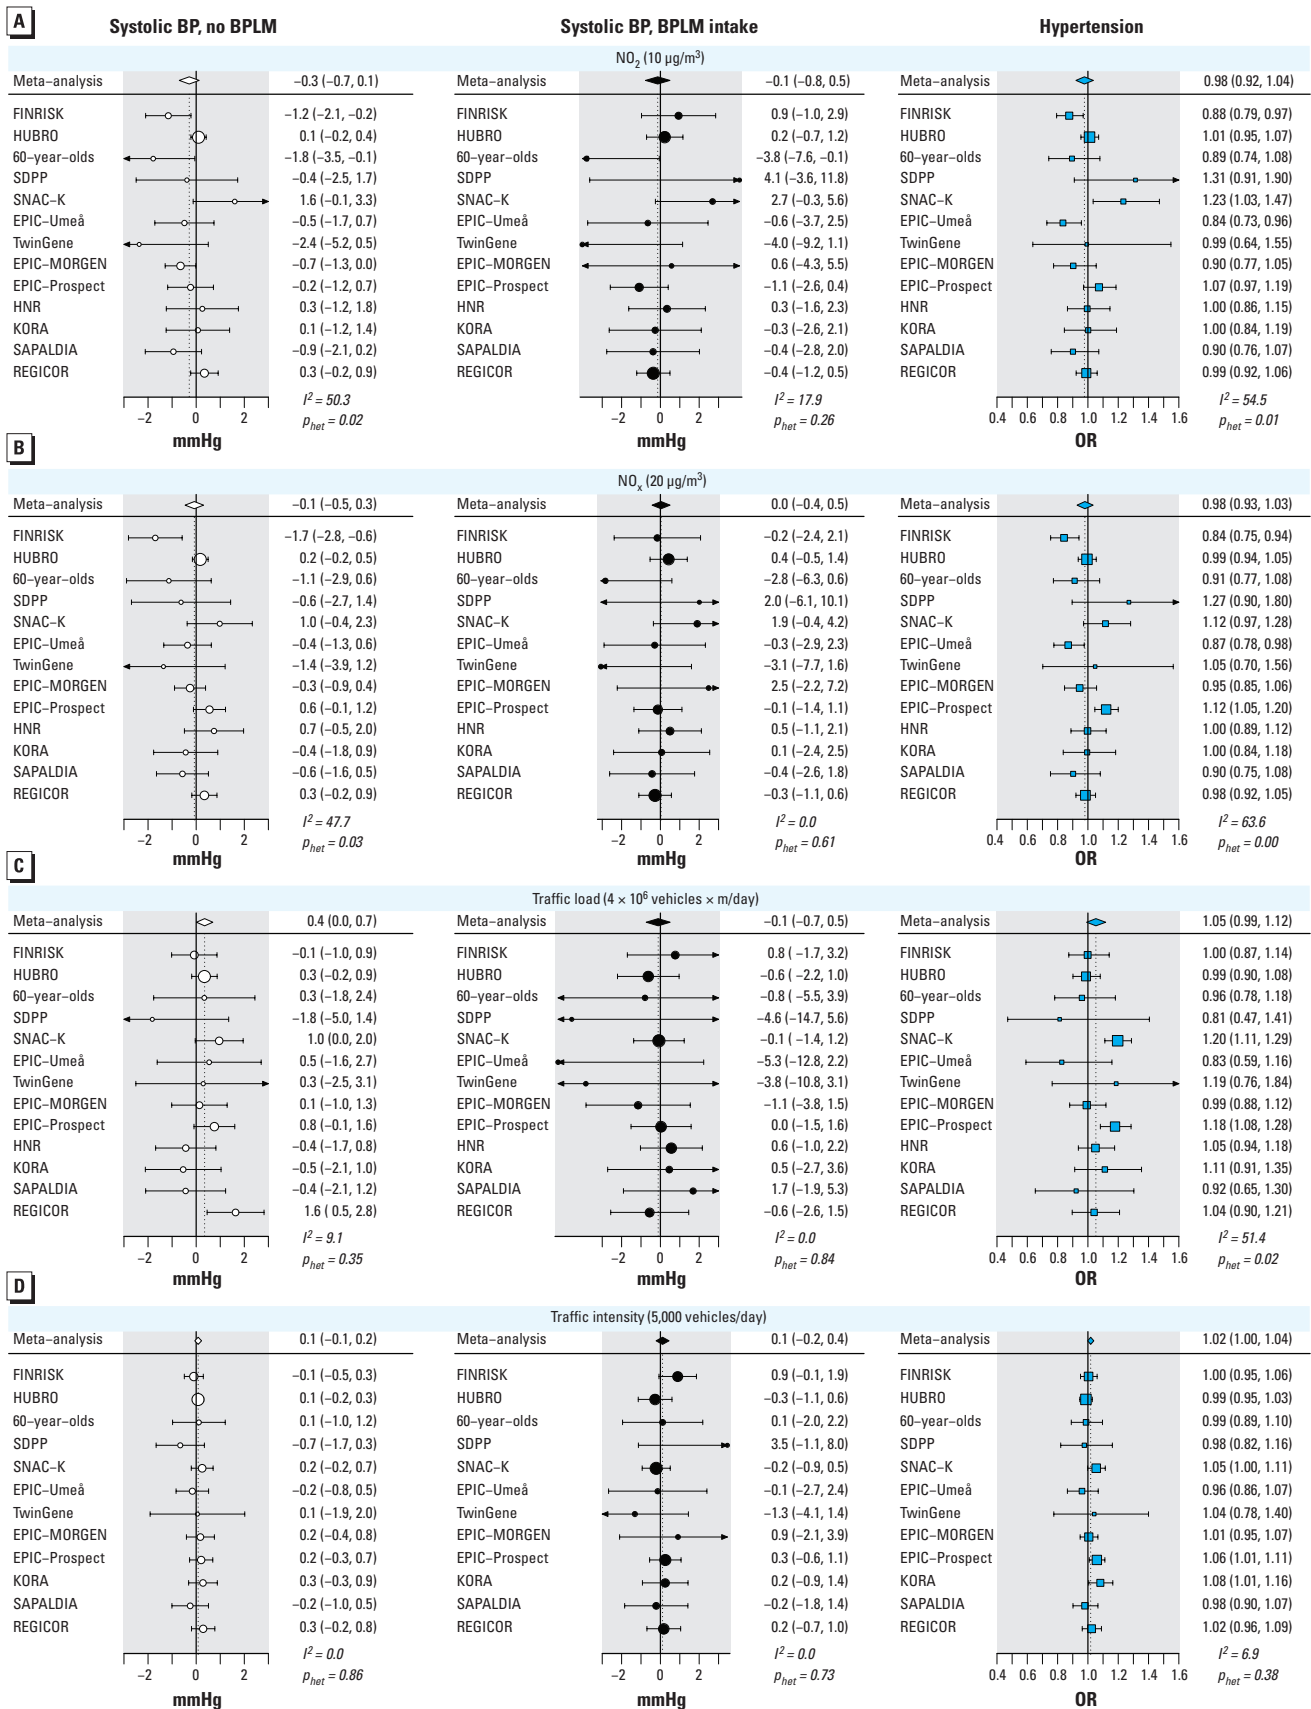 A
Systolic BP, no BPLM Systolic BP, BPLM intake Hypertension
NO2 (10 μg/m³)
Meta−analysis −0.3 (−0.7, 0.1) Meta−analysis −0.1 (−0.8, 0.5) Meta−analysis 0.98 (0.92, 1.04)
FINRISK −1.2 (−2.1, −0.2) FINRISK 0.9 (−1.0, 2.9) FINRISK 0.88 (0.79, 0.97)
HUBRO 0.1 (−0.2, 0.4) HUBRO 0.2 (−0.7, 1.2) HUBRO 1.01 (0.95, 1.07)
60−year−olds −1.8 (−3.5, −0.1) 60−year−olds −3.8 (−7.6, −0.1) 60−year−olds 0.89 (0.74, 1.08)
SDPP −0.4 (−2.5, 1.7) SDPP 4.1 (−3.6, 11.8) SDPP 1.31 (0.91, 1.90)
SNAC−K 1.6 (−0.1, 3.3) SNAC−K 2.7 (−0.3, 5.6) SNAC−K 1.23 (1.03, 1.47)
EPIC−Umeå −0.5 (−1.7, 0.7) EPIC−Umeå −0.6 (−3.7, 2.5) EPIC−Umeå 0.84 (0.73, 0.96)
TwinGene −2.4 (−5.2, 0.5) TwinGene −4.0 (−9.2, 1.1) TwinGene 0.99 (0.64, 1.55)
EPIC−MORGEN −0.7 (−1.3, 0.0) EPIC−MORGEN 0.6 (−4.3, 5.5) EPIC−MORGEN 0.90 (0.77, 1.05)
EPIC−Prospect −0.2 (−1.2, 0.7) EPIC−Prospect −1.1 (−2.6, 0.4) EPIC−Prospect 1.07 (0.97, 1.19)
HNR 0.3 (−1.2, 1.8) HNR 0.3 (−1.6, 2.3) HNR 1.00 (0.86, 1.15)
KORA 0.1 (−1.2, 1.4) KORA −0.3 (−2.6, 2.1) KORA 1.00 (0.84, 1.19)
SAPALDIA −0.9 (−2.1, 0.2) SAPALDIA −0.4 (−2.8, 2.0) SAPALDIA 0.90 (0.76, 1.07)
REGICOR 0.3 (−0.2, 0.9) REGICOR −0.4 (−1.2, 0.5) REGICOR 0.99 (0.92, 1.06)
I² = 50.3 I² = 17.9 I² = 54.5
−2 0 2 p het = 0.02 −2 0 2 p het = 0.26 0.4 0.6 0.8 1.0 1.2 1.4 1.6 p het = 0.01
mmHg mmHg OR
B
NOx (20 μg/m³)
Meta−analysis −0.1 (−0.5, 0.3) Meta−analysis 0.0 (−0.4, 0.5) Meta−analysis 0.98 (0.93, 1.03)
FINRISK −1.7 (−2.8, −0.6) FINRISK −0.2 (−2.4, 2.1) FINRISK 0.84 (0.75, 0.94)
HUBRO 0.2 (−0.2, 0.5) HUBRO 0.4 (−0.5, 1.4) HUBRO 0.99 (0.94, 1.05)
60−year−olds −1.1 (−2.9, 0.6) 60−year−olds −2.8 (−6.3, 0.6) 60−year−olds 0.91 (0.77, 1.08)
SDPP −0.6 (−2.7, 1.4) SDPP 2.0 (−6.1, 10.1) SDPP 1.27 (0.90, 1.80)
SNAC−K 1.0 (−0.4, 2.3) SNAC−K 1.9 (−0.4, 4.2) SNAC−K 1.12 (0.97, 1.28)
EPIC−Umeå −0.4 (−1.3, 0.6) EPIC−Umeå −0.3 (−2.9, 2.3) EPIC−Umeå 0.87 (0.78, 0.98)
TwinGene −1.4 (−3.9, 1.2) TwinGene −3.1 (−7.7, 1.6) TwinGene 1.05 (0.70, 1.56)
EPIC−MORGEN −0.3 (−0.9, 0.4) EPIC−MORGEN 2.5 (−2.2, 7.2) EPIC−MORGEN 0.95 (0.85, 1.06)
EPIC−Prospect 0.6 (−0.1, 1.2) EPIC−Prospect −0.1 (−1.4, 1.1) EPIC−Prospect 1.12 (1.05, 1.20)
HNR 0.7 (−0.5, 2.0) HNR 0.5 (−1.1, 2.1) HNR 1.00 (0.89, 1.12)
KORA −0.4 (−1.8, 0.9) KORA 0.1 (−2.4, 2.5) KORA 1.00 (0.84, 1.18)
SAPALDIA −0.6 (−1.6, 0.5) SAPALDIA −0.4 (−2.6, 1.8) SAPALDIA 0.90 (0.75, 1.08)
REGICOR 0.3 (−0.2, 0.9) REGICOR −0.3 (−1.1, 0.6) REGICOR 0.98 (0.92, 1.05)
I² = 47.7 I² = 0.0 I² = 63.6
−2 0 2 p het = 0.03 −2 0 2 p het = 0.61 0.4 0.6 0.8 1.0 1.2 1.4 1.6 p het = 0.00
mmHg mmHg OR
C
Traffic load (4 × 10⁶ vehicles × m/day)
Meta−analysis 0.4 (0.0, 0.7) Meta−analysis −0.1 (−0.7, 0.5) Meta−analysis 1.05 (0.99, 1.12)
FINRISK −0.1 (−1.0, 0.9) FINRISK 0.8 ( −1.7, 3.2) FINRISK 1.00 (0.87, 1.14)
HUBRO 0.3 (−0.2, 0.9) HUBRO −0.6 ( −2.2, 1.0) HUBRO 0.99 (0.90, 1.08)
60−year−olds 0.3 (−1.8, 2.4) 60−year−olds −0.8 ( −5.5, 3.9) 60−year−olds 0.96 (0.78, 1.18)
SDPP −1.8 (−5.0, 1.4) SDPP −4.6 (−14.7, 5.6) SDPP 0.81 (0.47, 1.41)
SNAC−K 1.0 (0.0, 2.0) SNAC−K −0.1 ( −1.4, 1.2) SNAC−K 1.20 (1.11, 1.29)
EPIC−Umeå 0.5 (−1.6, 2.7) EPIC−Umeå −5.3 (−12.8, 2.2) EPIC−Umeå 0.83 (0.59, 1.16)
TwinGene 0.3 (−2.5, 3.1) TwinGene −3.8 (−10.8, 3.1) TwinGene 1.19 (0.76, 1.84)
EPIC−MORGEN 0.1 (−1.0, 1.3) EPIC−MORGEN −1.1 (−3.8, 1.5) EPIC−MORGEN 0.99 (0.88, 1.12)
EPIC−Prospect 0.8 (−0.1, 1.6) EPIC−Prospect 0.0 (−1.5, 1.6) EPIC−Prospect 1.18 (1.08, 1.28)
HNR −0.4 (−1.7, 0.8) HNR 0.6 (−1.0, 2.2) HNR 1.05 (0.94, 1.18)
KORA −0.5 (−2.1, 1.0) KORA 0.5 (−2.7, 3.6) KORA 1.11 (0.91, 1.35)
SAPALDIA −0.4 (−2.1, 1.2) SAPALDIA 1.7 (−1.9, 5.3) SAPALDIA 0.92 (0.65, 1.30)
REGICOR 1.6 ( 0.5, 2.8) REGICOR −0.6 (−2.6, 1.5) REGICOR 1.04 (0.90, 1.21)
I² = 9.1 I² = 0.0 I² = 51.4
−2 0 2 p het = 0.35 −2 0 2 p het = 0.84 0.4 0.6 0.8 1.0 1.2 1.4 1.6 p het = 0.02
mmHg mmHg OR
D
Traffic intensity (5,000 vehicles/day)
Meta−analysis 0.1 (−0.1, 0.2) Meta−analysis 0.1 (−0.2, 0.4) Meta−analysis 1.02 (1.00, 1.04)
FINRISK −0.1 (−0.5, 0.3) FINRISK 0.9 (−0.1, 1.9) FINRISK 1.00 (0.95, 1.06)
HUBRO 0.1 (−0.2, 0.3) HUBRO −0.3 (−1.1, 0.6) HUBRO 0.99 (0.95, 1.03)
60−year−olds 0.1 (−1.0, 1.2) 60−year−olds 0.1 (−2.0, 2.2) 60−year−olds 0.99 (0.89, 1.10)
SDPP −0.7 (−1.7, 0.3) SDPP 3.5 (−1.1, 8.0) SDPP 0.98 (0.82, 1.16)
SNAC−K 0.2 (−0.2, 0.7) SNAC−K −0.2 (−0.9, 0.5) SNAC−K 1.05 (1.00, 1.11)
EPIC−Umeå −0.2 (−0.8, 0.5) EPIC−Umeå −0.1 (−2.7, 2.4) EPIC−Umeå 0.96 (0.86, 1.07)
TwinGene 0.1 (−1.9, 2.0) TwinGene −1.3 (−4.1, 1.4) TwinGene 1.04 (0.78, 1.40)
EPIC−MORGEN 0.2 (−0.4, 0.8) EPIC−MORGEN 0.9 (−2.1, 3.9) EPIC−MORGEN 1.01 (0.95, 1.07)
EPIC−Prospect 0.2 (−0.3, 0.7) EPIC−Prospect 0.3 (−0.6, 1.1) EPIC−Prospect 1.06 (1.01, 1.11)
KORA 0.3 (−0.3, 0.9) KORA 0.2 (−0.9, 1.4) KORA 1.08 (1.01, 1.16)
SAPALDIA −0.2 (−1.0, 0.5) SAPALDIA −0.2 (−1.8, 1.4) SAPALDIA 0.98 (0.90, 1.07)
REGICOR 0.3 (−0.2, 0.8) REGICOR 0.2 (−0.7, 1.0) REGICOR 1.02 (0.96, 1.09)
I² = 0.0 I² = 0.0 I² = 6.9
−2 0 2 p het = 0.86 −2 0 2 p het = 0.73 0.4 0.6 0.8 1.0 1.2 1.4 1.6 p het = 0.38
mmHg mmHg OR